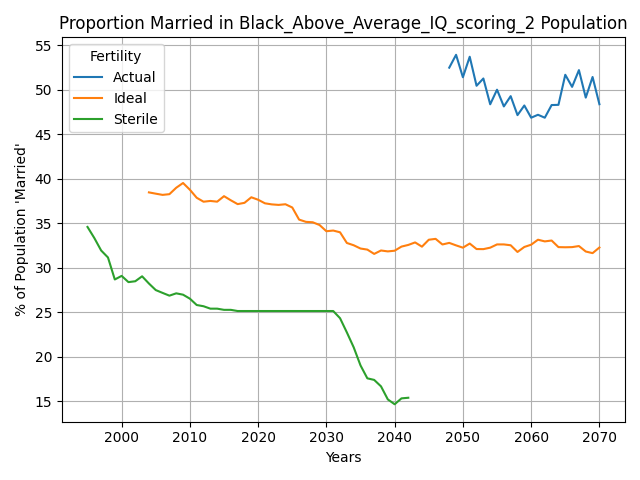 Proportion Married in Black_Above_Average_IQ_scoring_2 Population
% of Population 'Married'
55
50
45
40
35
30
25
20
15
Fertility
Actual
Ideal
Sterile
2000
2010
2020
2030
2040
2050
2060
2070
Years